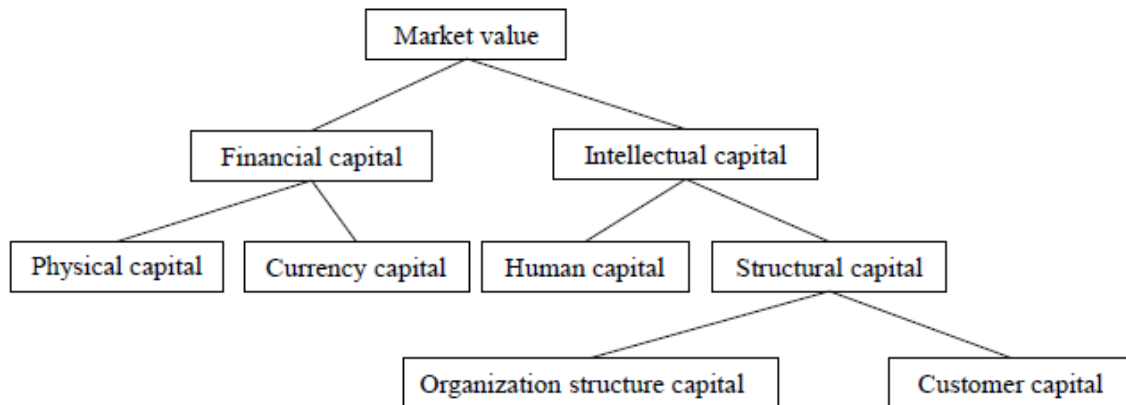 Market value
Financial capital
Intellectual capital
Physical capital
Currency capital
Human capital
Structural capital
Organization structure capital
Customer capital